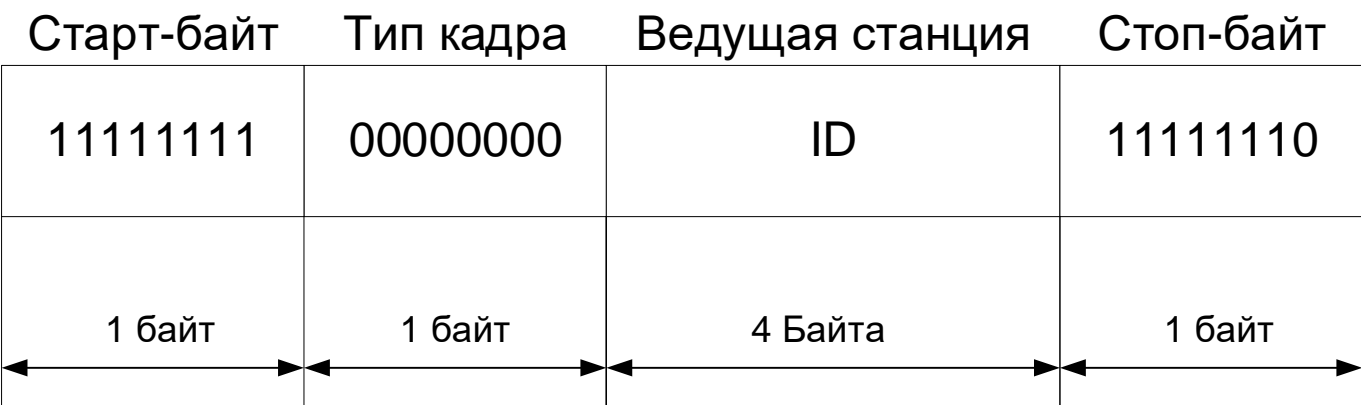 Старт-байт Тип кадра Ведущая станция Стоп-байт
11111111 00000000 ID 11111110
1 байт 1 байт 4 Байта 1 байт